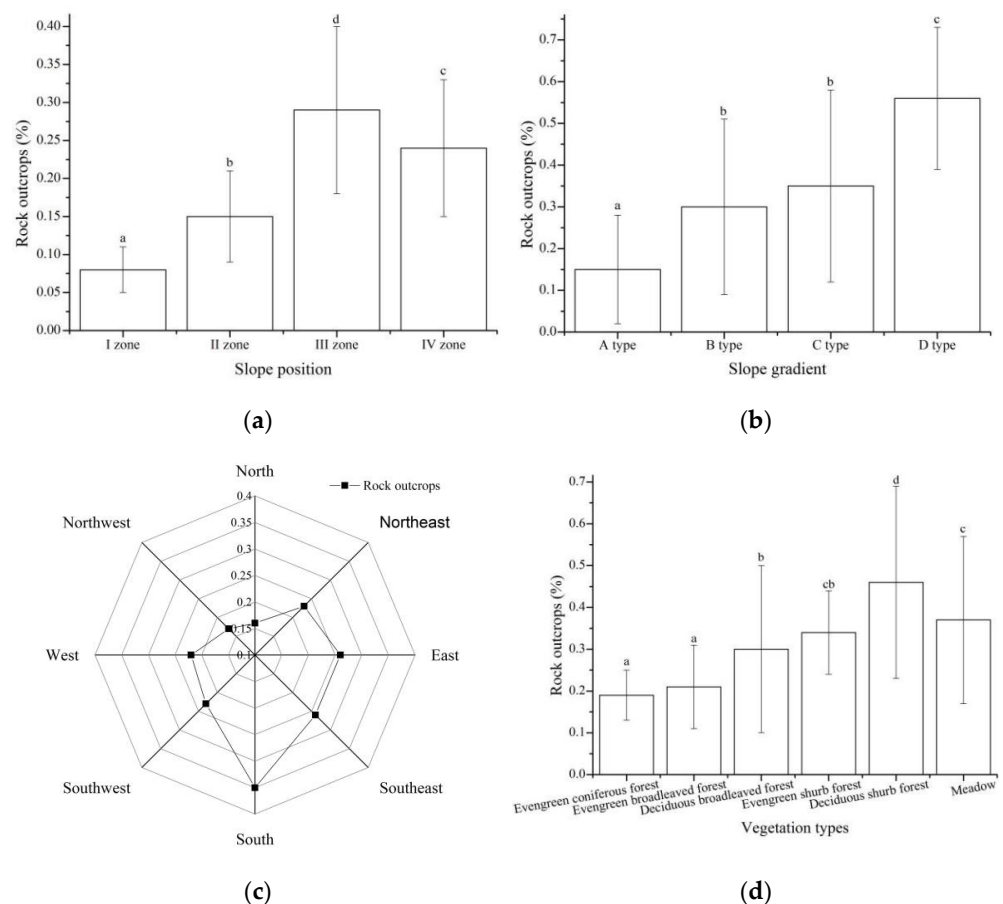 0.40
0.35
0.30
0.25
0.20
0.15
0.10
0.05
0.00
Rock outcrops (%)
a
b
d
c
I zone
II zone
III zone
IV zone
Slope position
(a)
0.7
0.6
0.5
0.4
0.3
0.2
0.1
0.0
Rock outcrops (%)
a
b
b
c
A type
B type
C type
D type
Slope gradient
(b)
North
Rock outcrops
Northwest
Northeast
0.4
0.35
0.3
0.25
0.2
0.15
0.1
West
East
Southwest
Southeast
South
(c)
0.7
0.6
0.5
0.4
0.3
0.2
0.1
0.0
Rock outcrops (%)
a
a
b
cb
d
c
Evengreen coniferous forest
Evengreen broadleaved forest
Deciduous broadleaved forest
Evengreen shurb forest
Deciduous shurb forest
Meadow
Vegetation types
(d)